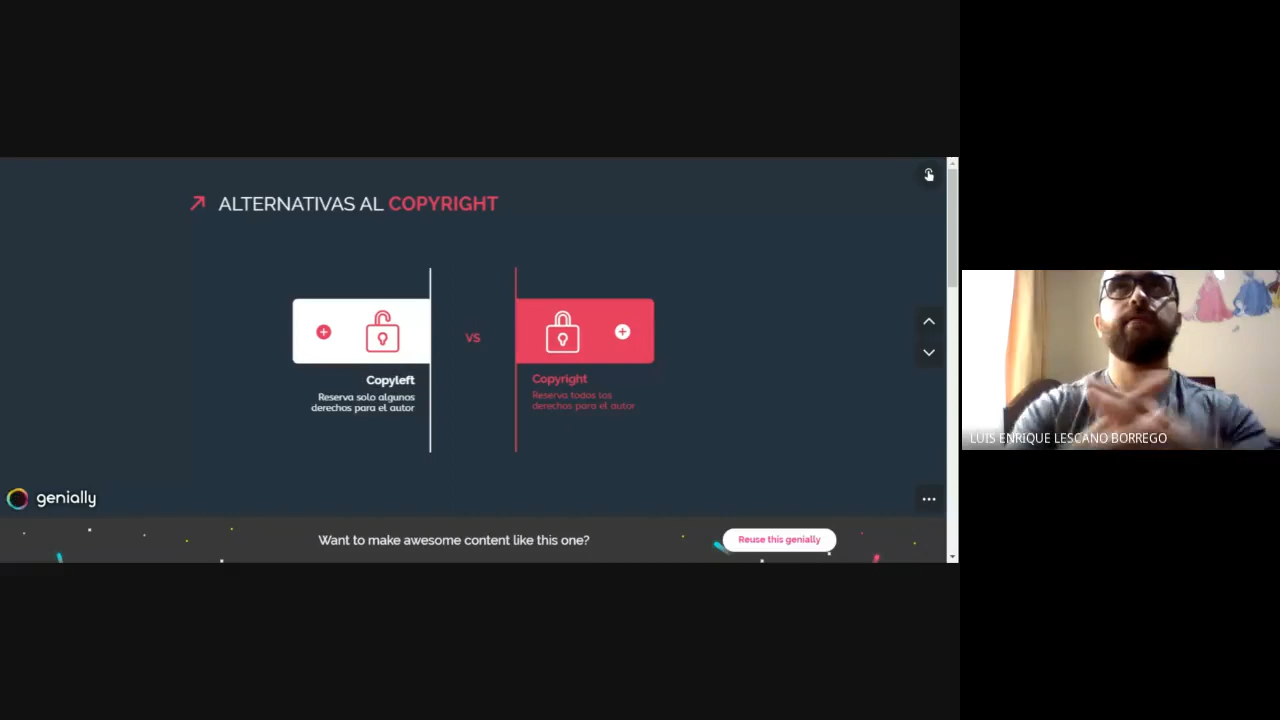 ALTERNATIVAS AL COPYRIGHT
VS
Copyleft
Reserva solo algunos
derechos para el autor
Copyright
Reserva todos los
derechos para el autor
genially
Want to make awesome content like this one?
Reuse this genially
LUIS ENRIQUE LESCANO BORREGO